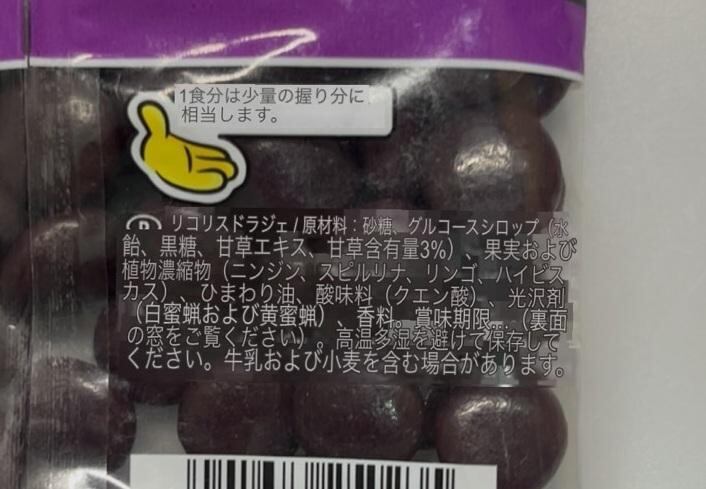 1食分は少量の握り分に
相当します。
リコリスドラジェ / 原材料：砂糖、グルコースシロップ（水
飴、黒糖、甘草エキス、甘草含有量3%）、果実および
植物濃縮物（ニンジン、スピルリナ、リンゴ、ハイビス
カス）、ひまわり油、酸味料（クエン酸）、光沢剤
（白蜜蝋および黄蜜蝋）、香料。賞味期限...（裏面
の窓をご覧ください）。高温多湿を避けて保存して
ください。牛乳および小麦を含む場合があります。